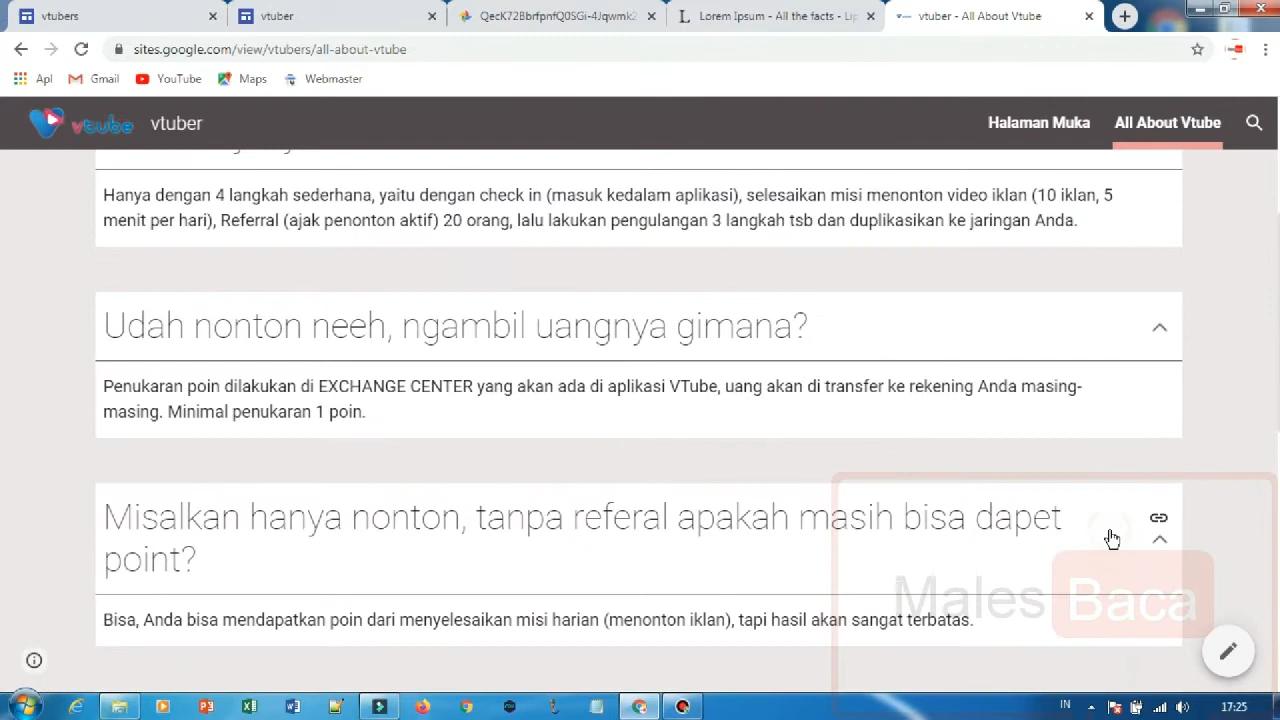 vtubers
vtuber
QecK72BbrfpnfQ0SGi-4Jqwmk2
Lorem Ipsum - All the facts - Lip
vtuber - All About Vtube
sites.google.com/view/vtubers/all-about-vtube
Apl
Gmail
YouTube
Maps
Webmaster
vtube
vtuber
Halaman Muka
All About Vtube
Hanya dengan 4 langkah sederhana, yaitu dengan check in (masuk kedalam aplikasi), selesaikan misi menonton video iklan (10 iklan, 5
menit per hari), Referral (ajak penonton aktif) 20 orang, lalu lakukan pengulangan 3 langkah tsb dan duplikasikan ke jaringan Anda.
Udah nonton neeh, ngambil uangnya gimana?
Penukaran poin dilakukan di EXCHANGE CENTER yang akan ada di aplikasi VTube, uang akan di transfer ke rekening Anda masing-
masing. Minimal penukaran 1 poin.
Misalkan hanya nonton, tanpa referal apakah masih bisa dapet
point?
Bisa, Anda bisa mendapatkan poin dari menyelesaikan misi harian (menonton iklan), tapi hasil akan sangat terbatas.
Males Baca
IN
17:25